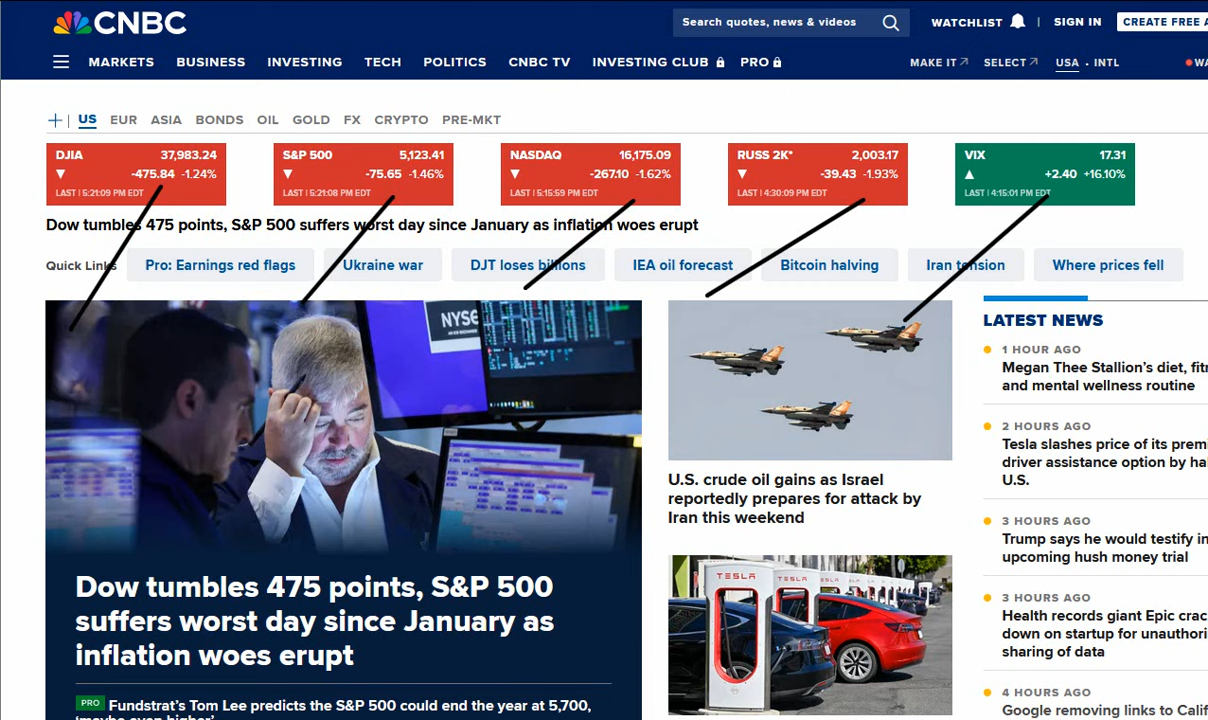 CNBC
Search quotes, news & videos
WATCHLIST | SIGN IN
CREATE FREE A
MARKETS BUSINESS INVESTING TECH POLITICS CNBC TV INVESTING CLUB PRO
MAKE IT SELECT USA • INTL
WA
+ | US EUR ASIA BONDS OIL GOLD FX CRYPTO PRE-MKT
DJIA 37,983.24
▼ -475.84 -1.24%
LAST | 5:21:09 PM EDT
S&P 500 5,123.41
▼ -75.65 -1.46%
LAST | 5:21:08 PM EDT
NASDAQ 16,175.09
▼ -267.10 -1.62%
LAST | 5:15:59 PM EDT
RUSS 2K* 2,003.17
▼ -39.43 -1.93%
LAST | 4:30:09 PM EDT
VIX 17.31
▲ +2.40 +16.10%
LAST | 4:15:01 PM EDT
Dow tumbles 475 points, S&P 500 suffers worst day since January as inflation woes erupt
Quick Links
Pro: Earnings red flags
Ukraine war
DJT loses billions
IEA oil forecast
Bitcoin halving
Iran tension
Where prices fell
NYSE
Dow tumbles 475 points, S&P 500
suffers worst day since January as
inflation woes erupt
PRO Fundstrat's Tom Lee predicts the S&P 500 could end the year at 5,700,
'maybe even higher'
U.S. crude oil gains as Israel
reportedly prepares for attack by
Iran this weekend
TESLA
TESLA
TESLA
LATEST NEWS
1 HOUR AGO
Megan Thee Stallion's diet, fitn
and mental wellness routine
2 HOURS AGO
Tesla slashes price of its premi
driver assistance option by hal
U.S.
3 HOURS AGO
Trump says he would testify in
upcoming hush money trial
3 HOURS AGO
Health records giant Epic crac
down on startup for unauthori
sharing of data
4 HOURS AGO
Google removing links to Calif